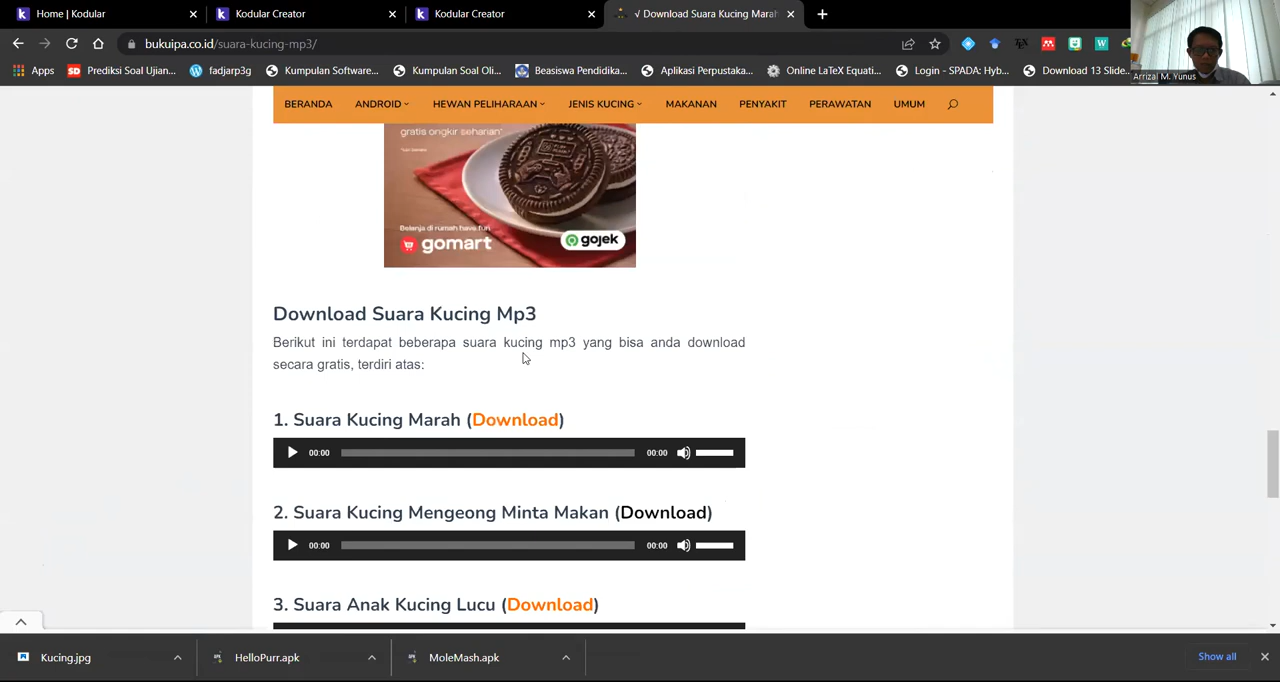 Home | Kodular
Kodular Creator
Kodular Creator
√ Download Suara Kucing Marah
bukuipa.co.id/suara-kucing-mp3/
Apps
Prediksi Soal Ujian...
fadjarp3g
Kumpulan Software...
Kumpulan Soal Oli...
Beasiswa Pendidika...
Aplikasi Perpustaka...
Online LaTeX Equati...
Login - SPADA: Hyb...
Download 13 Slide...
Arrizal M. Yunus
BERANDA ANDROID HEWAN PELIHARAAN JENIS KUCING MAKANAN PENYAKIT PERAWATAN UMUM
gratis ongkir seharian*
Belanja di rumah have fun
gomart
gojek
Download Suara Kucing Mp3
Berikut ini terdapat beberapa suara kucing mp3 yang bisa anda download
secara gratis, terdiri atas:
1. Suara Kucing Marah (Download)
00:00 00:00
2. Suara Kucing Mengeong Minta Makan (Download)
00:00 00:00
3. Suara Anak Kucing Lucu (Download)
Kucing.jpg
HelloPurr.apk
MoleMash.apk
Show all